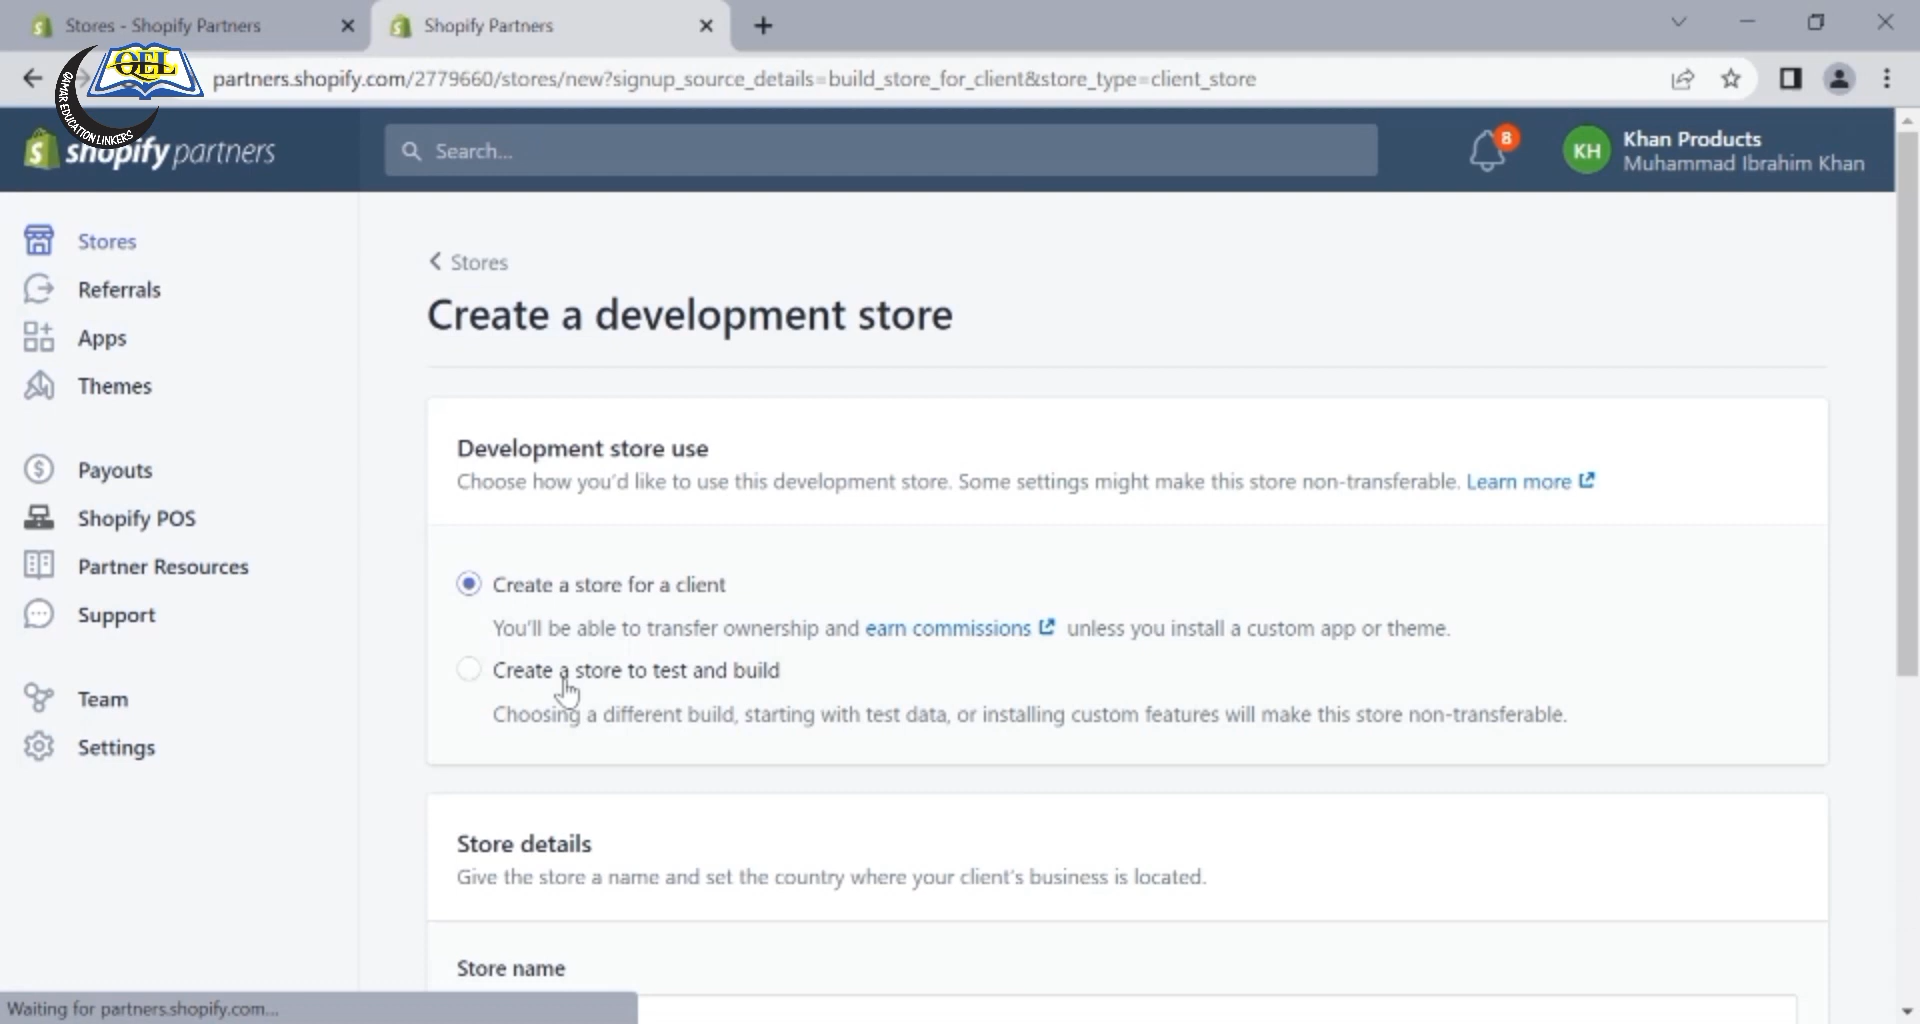 Stores - Shopify Partners
Shopify Partners
QEL
QAMAR EDUCATION LINKERS
partners.shopify.com/2779660/stores/new?signup_source_details=build_store_for_client&store_type=client_store
shopify partners
Search...
8
KH
Khan Products
Muhammad Ibrahim Khan
Stores
Referrals
Apps
Themes
Payouts
Shopify POS
Partner Resources
Support
Team
Settings
Stores
Create a development store
Development store use
Choose how you'd like to use this development store. Some settings might make this store non-transferable. Learn more
Create a store for a client
You'll be able to transfer ownership and earn commissions unless you install a custom app or theme.
Create a store to test and build
Choosing a different build, starting with test data, or installing custom features will make this store non-transferable.
Store details
Give the store a name and set the country where your client's business is located.
Store name
Waiting for partners.shopify.com...